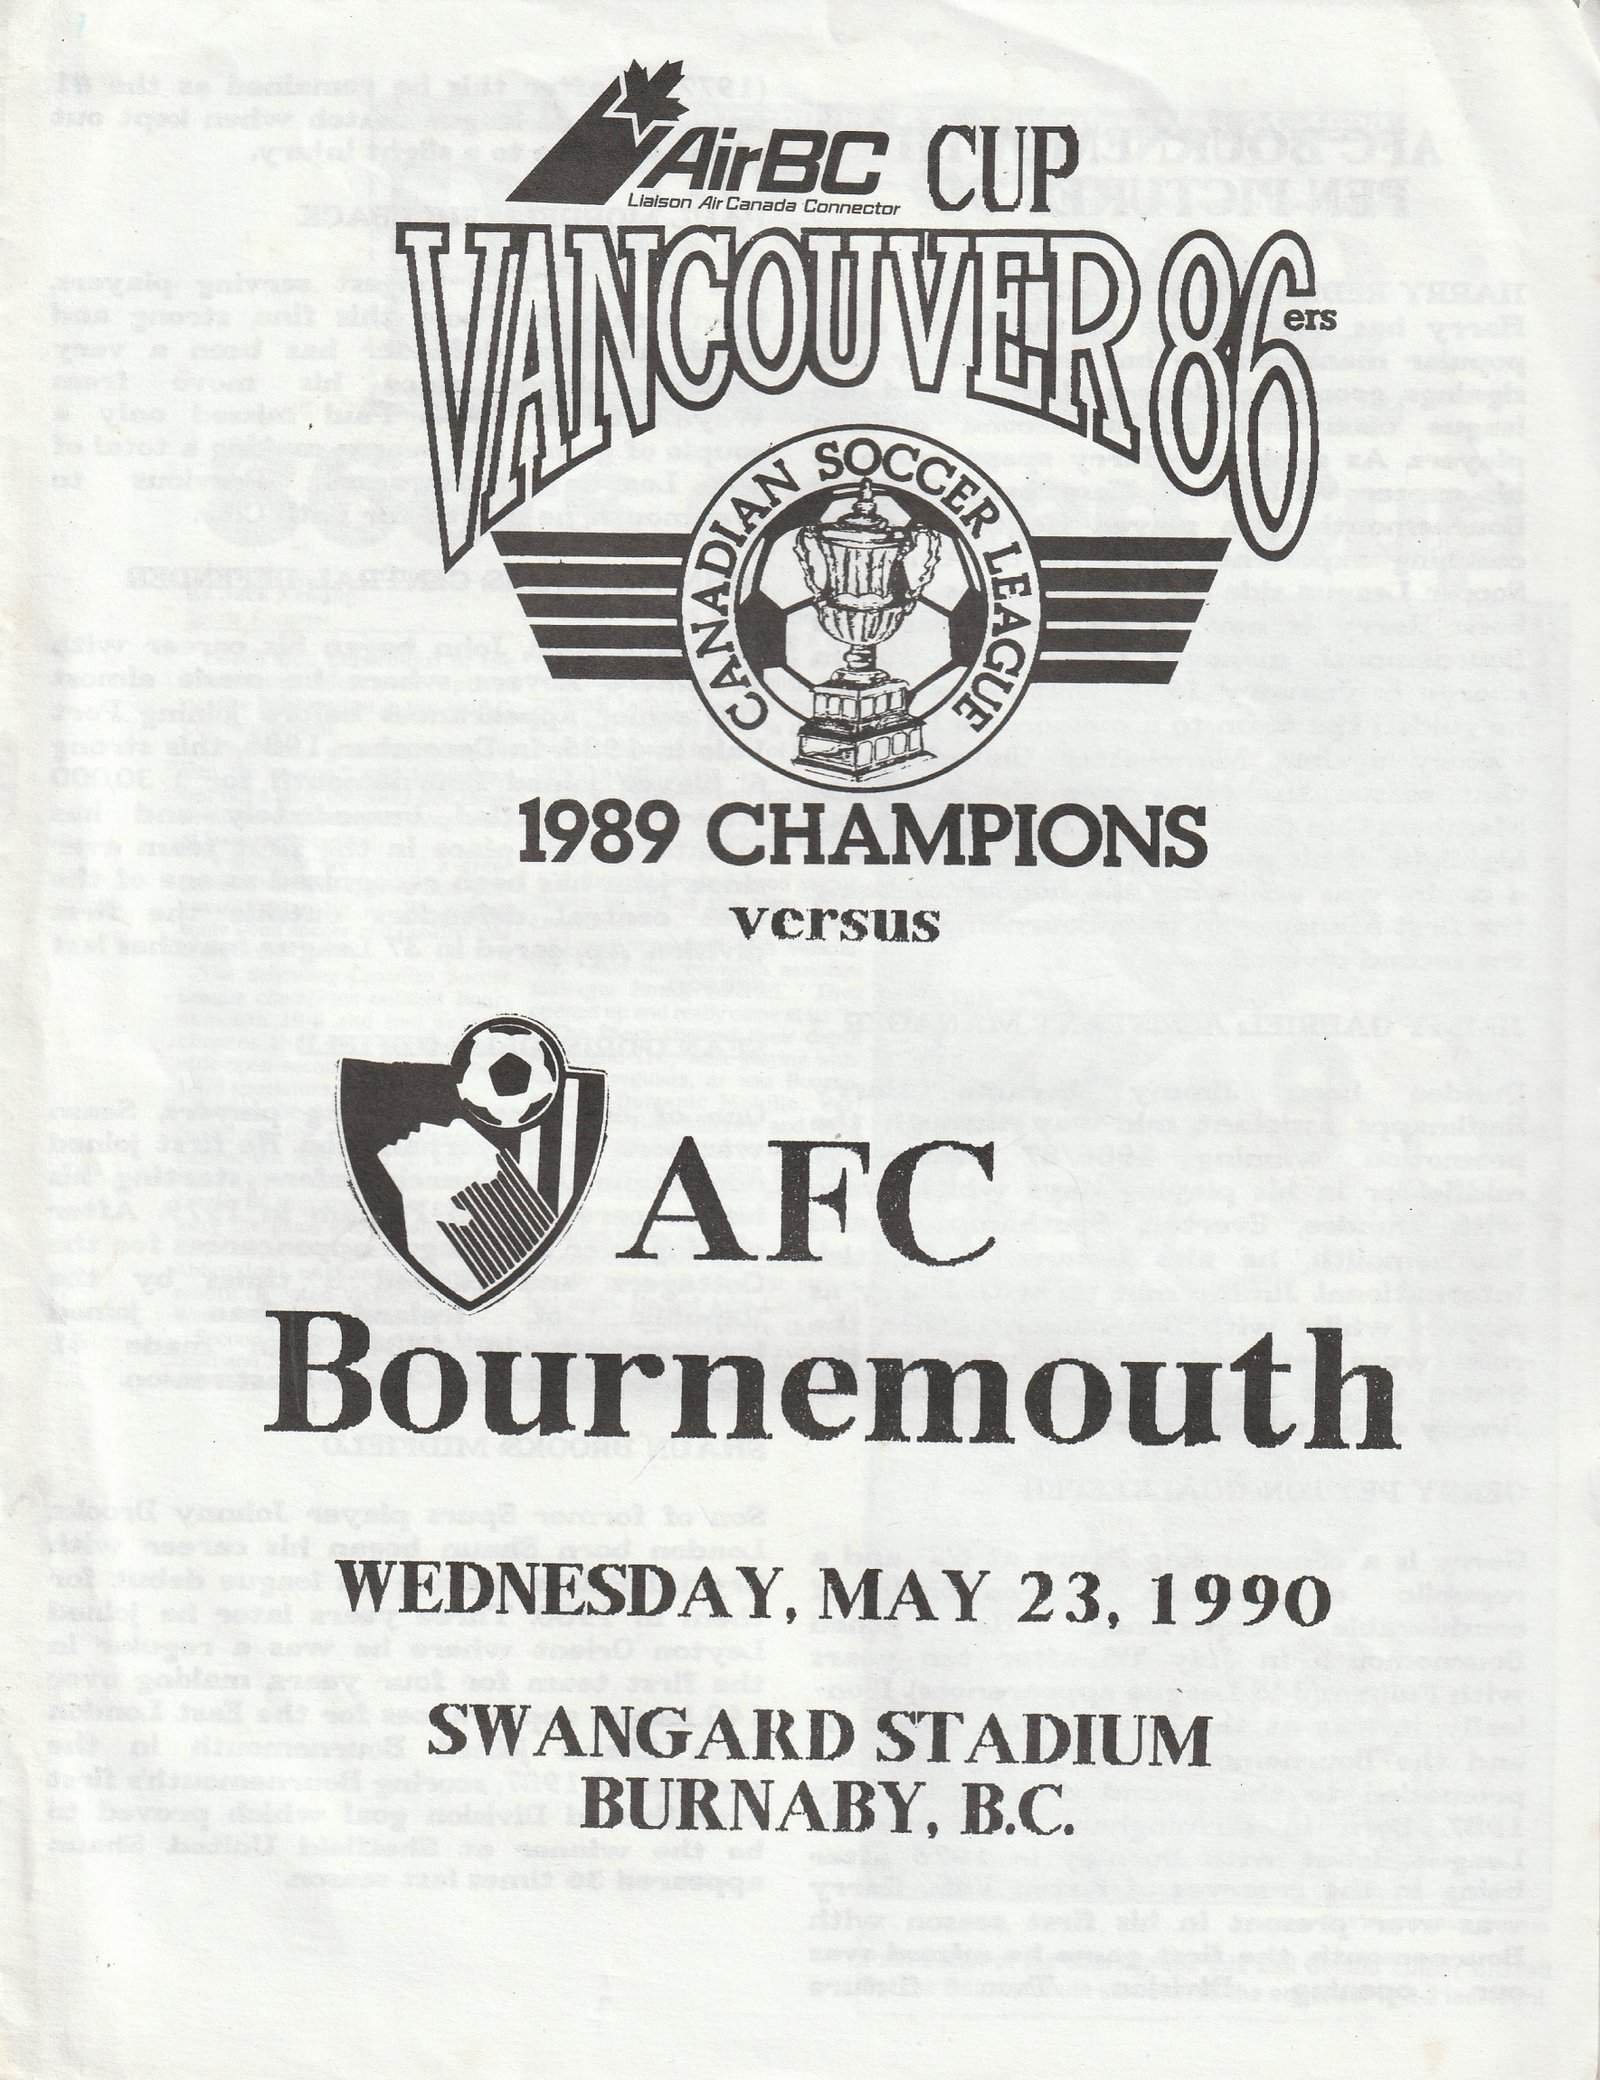 AirBC CUP
Liaison Air Canada Connector
VANCOUVER 86ers
CANADIAN SOCCER LEAGUE
1989 CHAMPIONS
versus
AFC
Bournemouth
WEDNESDAY, MAY 23, 1990
SWANGARD STADIUM
BURNABY, B.C.